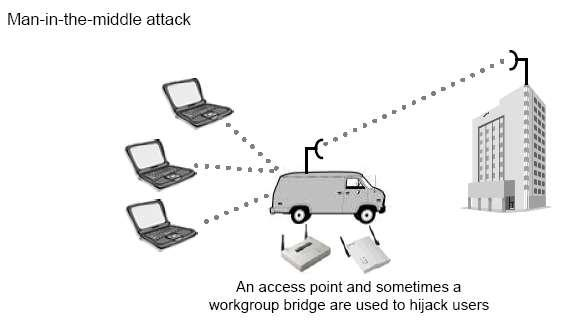 Man-in-the-middle attack
An access point and sometimes a
workgroup bridge are used to hijack users